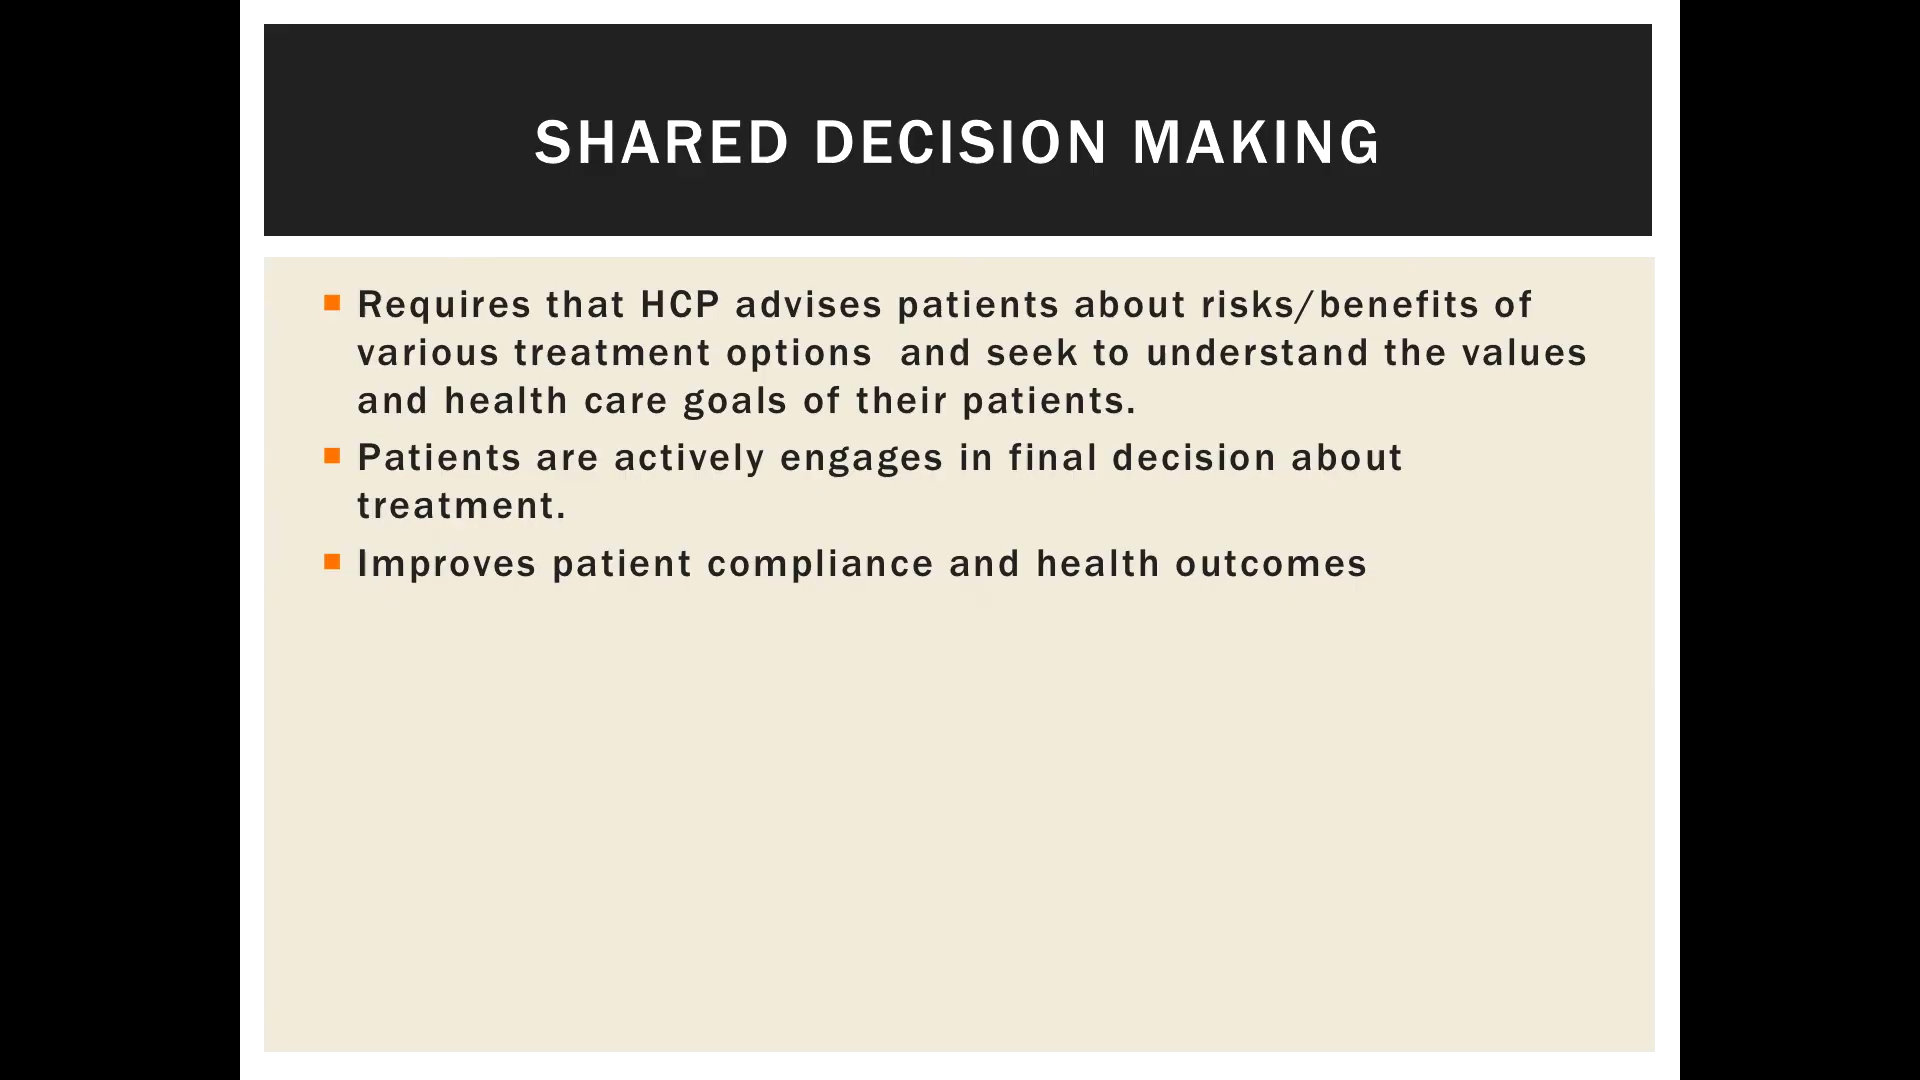 SHARED DECISION MAKING
Requires that HCP advises patients about risks/benefits of
various treatment options  and seek to understand the values
and health care goals of their patients.
Patients are actively engages in final decision about
treatment.
Improves patient compliance and health outcomes